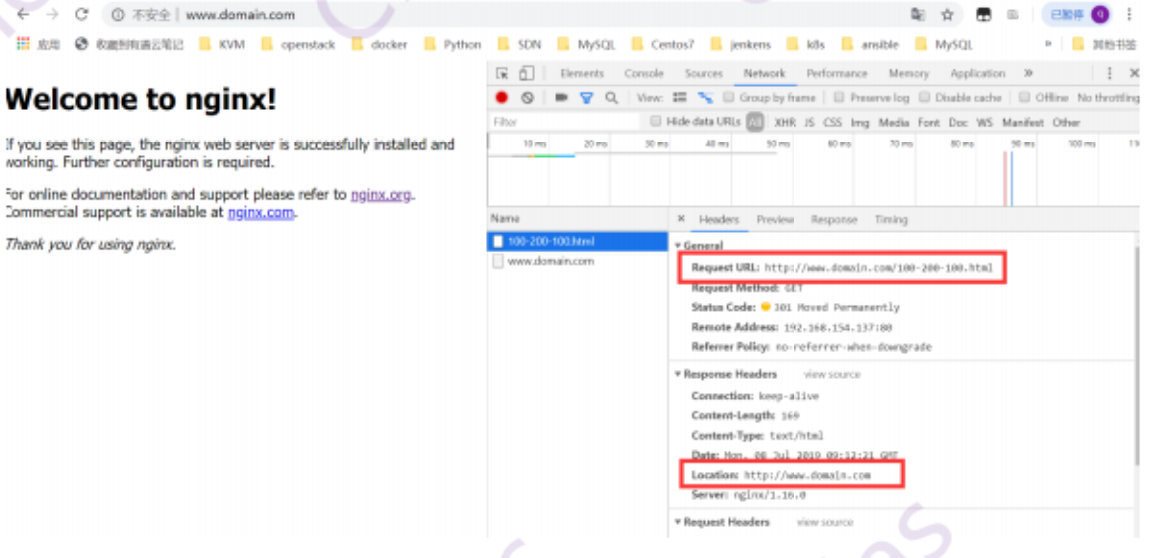 不安全 | www.domain.com
已暂停 q
应用 收藏到有道云笔记 KVM openstack docker Python SDN MySQL Centos7 jenkens k8s ansible MySQL » 其他书签
Elements Console Sources Network Performance Memory Application »
View: Group by frame Preserve log Disable cache Offline No throttling
Filter Hide data URLs All XHR JS CSS Img Media Font Doc WS Manifest Other
10 ms 20 ms 30 ms 40 ms 50 ms 60 ms 70 ms 80 ms 90 ms 100 ms
Welcome to nginx!
If you see this page, the nginx web server is successfully installed and
working. Further configuration is required.
For online documentation and support please refer to nginx.org.
Commercial support is available at nginx.com.
Thank you for using nginx.
Name
100-200-100.html
www.domain.com
× Headers Preview Response Timing
▼ General
Request URL: http://www.domain.com/100-200-100.html
Request Method: GET
Status Code: 301 Moved Permanently
Remote Address: 192.168.154.137:80
Referrer Policy: no-referrer-when-downgrade
▼ Response Headers view source
Connection: keep-alive
Content-Length: 169
Content-Type: text/html
Date: Mon, 08 Jul 2019 09:12:21 GMT
Location: http://www.domain.com
Server: nginx/1.16.0
▼ Request Headers view source